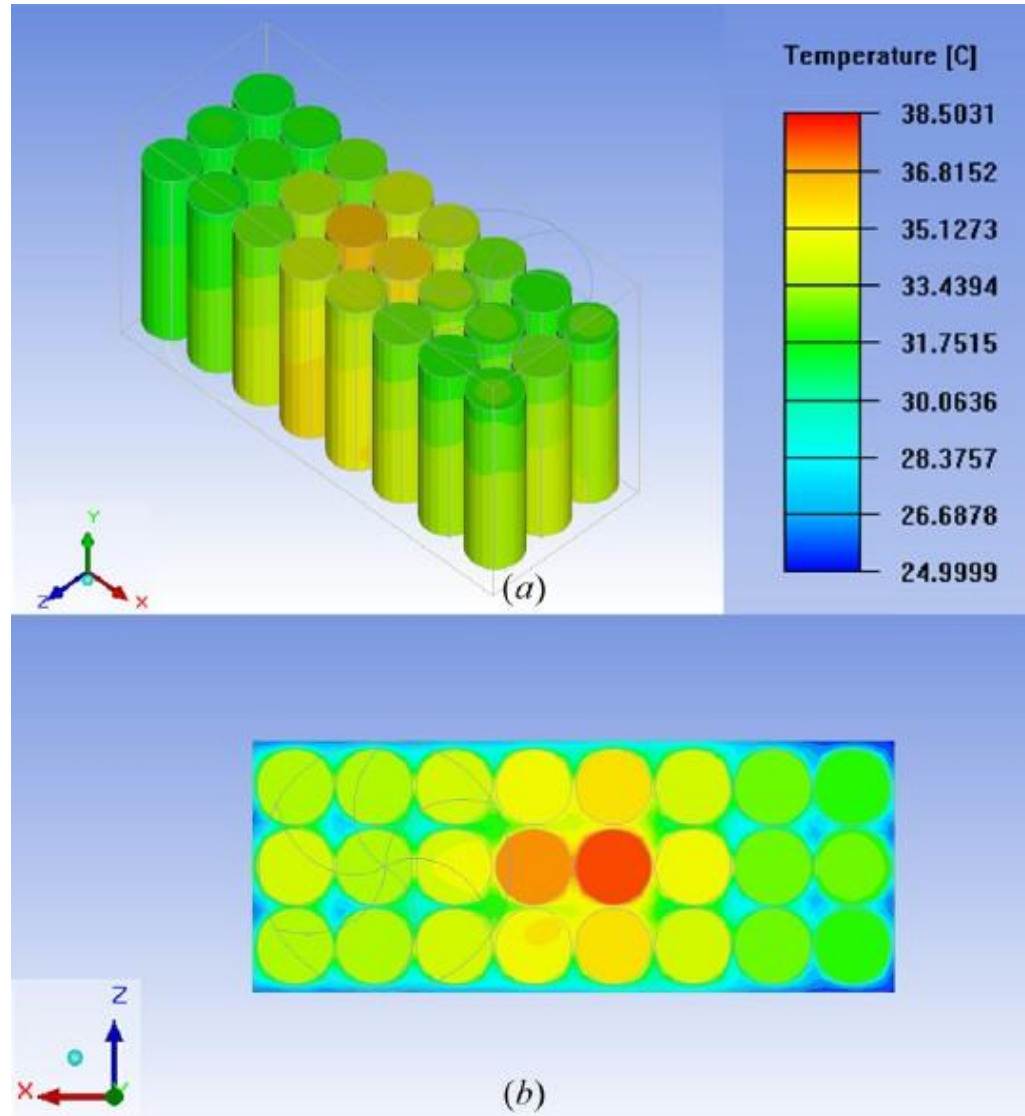 Temperature [C]
38.5031
36.8152
35.1273
33.4394
31.7515
30.0636
28.3757
26.6878
24.9999
Y
Z
X
(a)
Z
X
Y
(b)